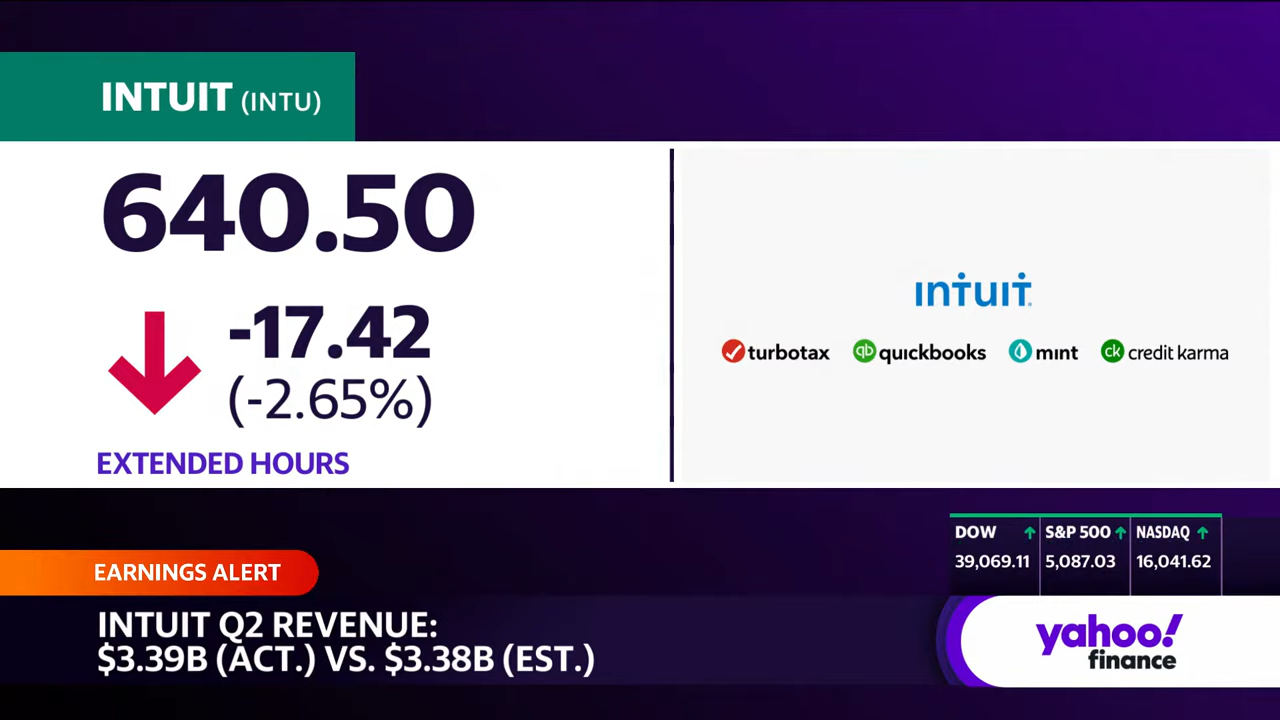 INTUIT (INTU)
640.50
-17.42
(-2.65%)
EXTENDED HOURS
intuit
turbotax qb quickbooks mint ck credit karma
DOW S&P 500 NASDAQ
39,069.11 5,087.03 16,041.62
EARNINGS ALERT
INTUIT Q2 REVENUE:
$3.39B (ACT.) VS. $3.38B (EST.)
yahoo!
finance